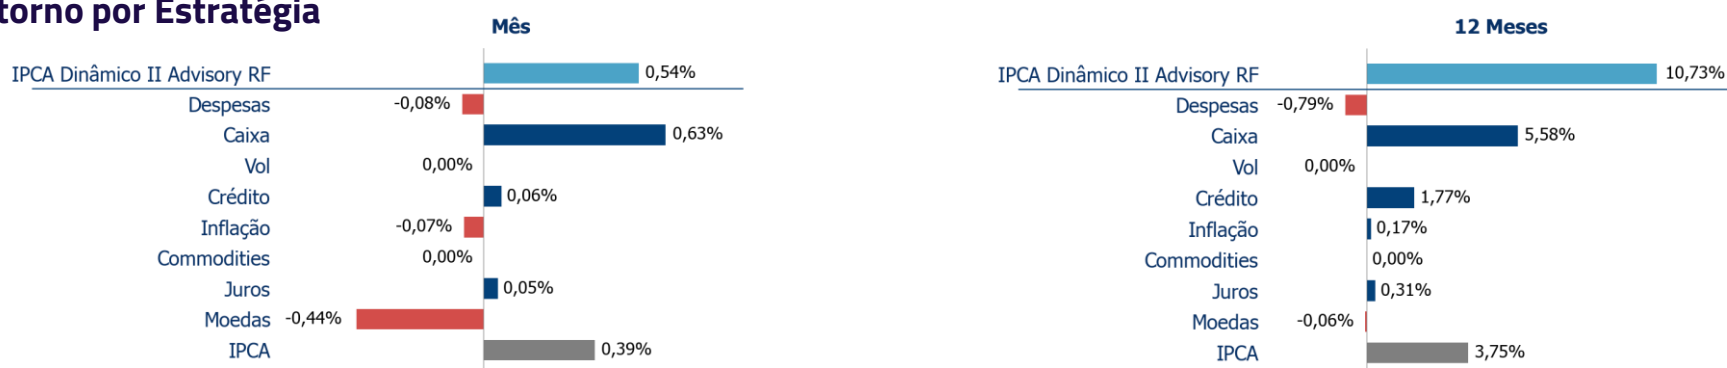 torno por Estratégia
Mês
IPCA Dinâmico II Advisory RF 0,54%
Despesas -0,08%
Caixa 0,63%
Vol 0,00%
Crédito 0,06%
Inflação -0,07%
Commodities 0,00%
Juros 0,05%
Moedas -0,44%
IPCA 0,39%
12 Meses
IPCA Dinâmico II Advisory RF 10,73%
Despesas -0,79%
Caixa 5,58%
Vol 0,00%
Crédito 1,77%
Inflação 0,17%
Commodities 0,00%
Juros 0,31%
Moedas -0,06%
IPCA 3,75%